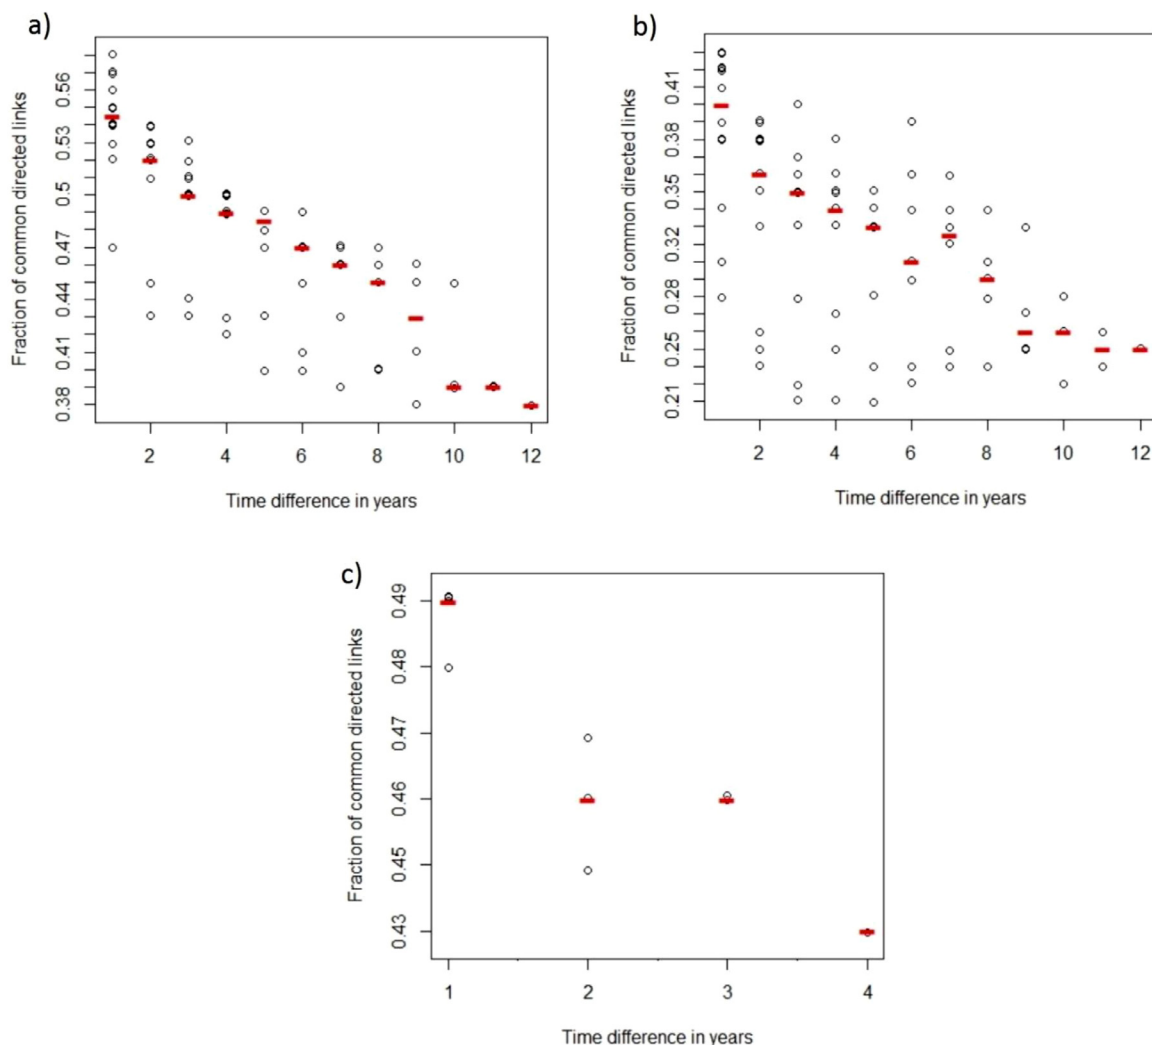 a)
Fraction of common directed links
0.56
0.53
0.5
0.47
0.44
0.41
0.38
2 4 6 8 10 12
Time difference in years
b)
Fraction of common directed links
0.41
0.38
0.35
0.32
0.28
0.25
0.21
2 4 6 8 10 12
Time difference in years
c)
Fraction of common directed links
0.49
0.48
0.47
0.46
0.45
0.43
1 2 3 4
Time difference in years